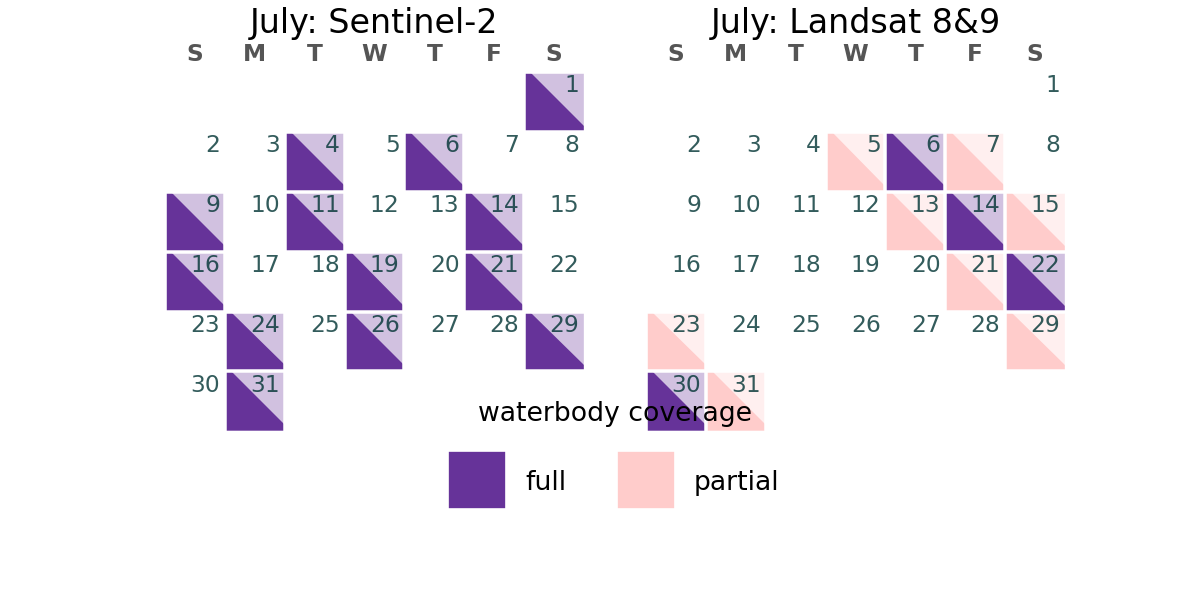 July: Sentinel-2
S M T W T F S
1
2 3 4 5 6 7 8
9 10 11 12 13 14 15
16 17 18 19 20 21 22
23 24 25 26 27 28 29
30 31
July: Landsat 8&9
S M T W T F S
1
2 3 4 5 6 7 8
9 10 11 12 13 14 15
16 17 18 19 20 21 22
23 24 25 26 27 28 29
30 31
waterbody coverage
full partial